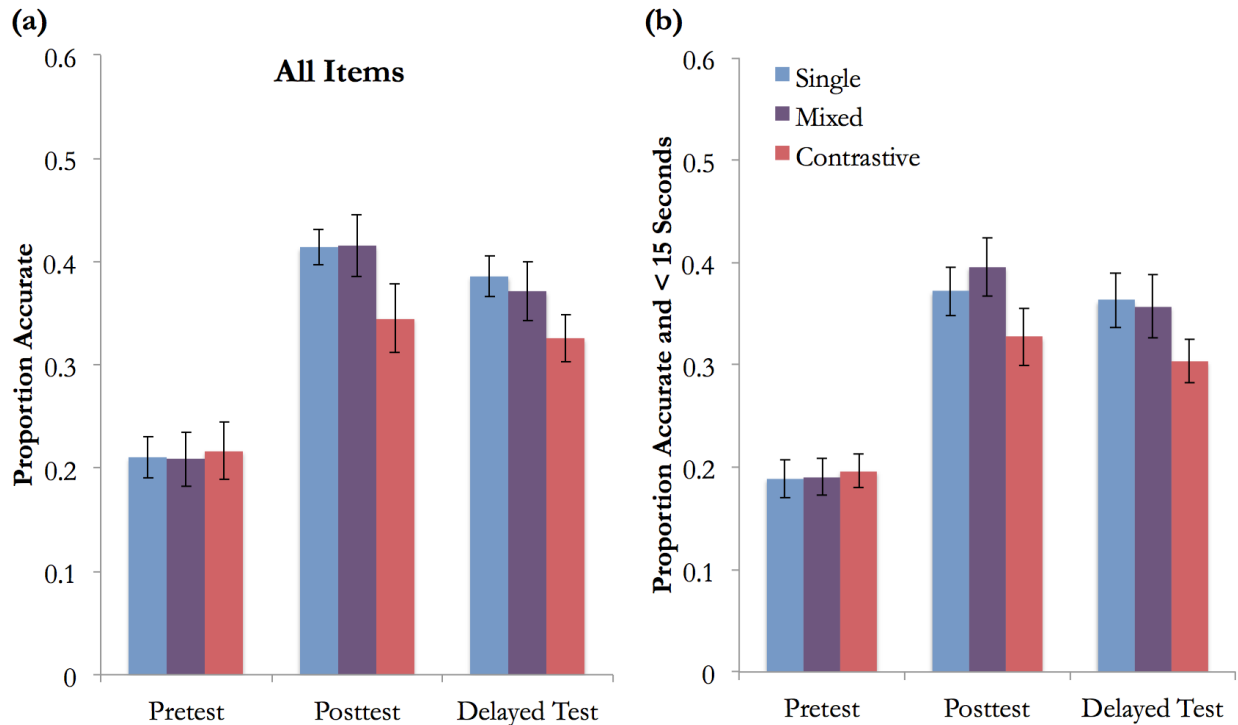 (a)
All Items
Proportion Accurate
0.6
0.5
0.4
0.3
0.2
0.1
0
Pretest
Posttest
Delayed Test
(b)
Proportion Accurate and < 15 Seconds
0.6
0.5
0.4
0.3
0.2
0.1
0
Single
Mixed
Contrastive
Pretest
Posttest
Delayed Test